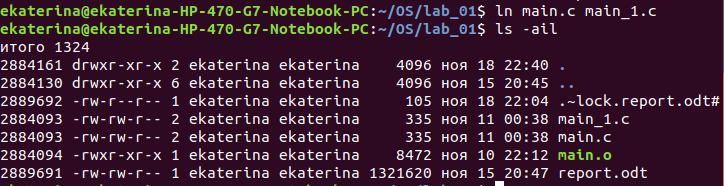 ekaterina@ekaterina-HP-470-G7-Notebook-PC:~/OS/lab_01$ ln main.c main_1.c
ekaterina@ekaterina-HP-470-G7-Notebook-PC:~/OS/lab_01$ ls -ail
итого 1324
2884161 drwxr-xr-x 2 ekaterina ekaterina    4096 ноя 18 22:40 .
2884130 drwxr-xr-x 6 ekaterina ekaterina    4096 ноя 15 20:45 ..
2889692 -rw-r--r-- 1 ekaterina ekaterina     105 ноя 18 22:04 .~lock.report.odt#
2884093 -rw-rw-r-- 2 ekaterina ekaterina     335 ноя 11 00:38 main_1.c
2884093 -rw-rw-r-- 2 ekaterina ekaterina     335 ноя 11 00:38 main.c
2884094 -rwxr-xr-x 1 ekaterina ekaterina    8472 ноя 10 22:12 main.o
2889691 -rw-rw-r-- 1 ekaterina ekaterina 1321620 ноя 15 20:47 report.odt